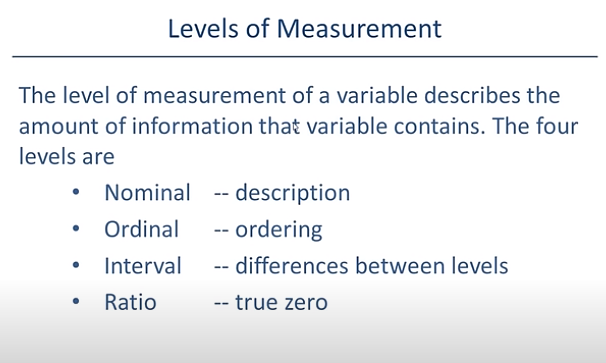 Levels of Measurement
The level of measurement of a variable describes the
amount of information that variable contains. The four
levels are
• Nominal -- description
• Ordinal -- ordering
• Interval -- differences between levels
• Ratio -- true zero